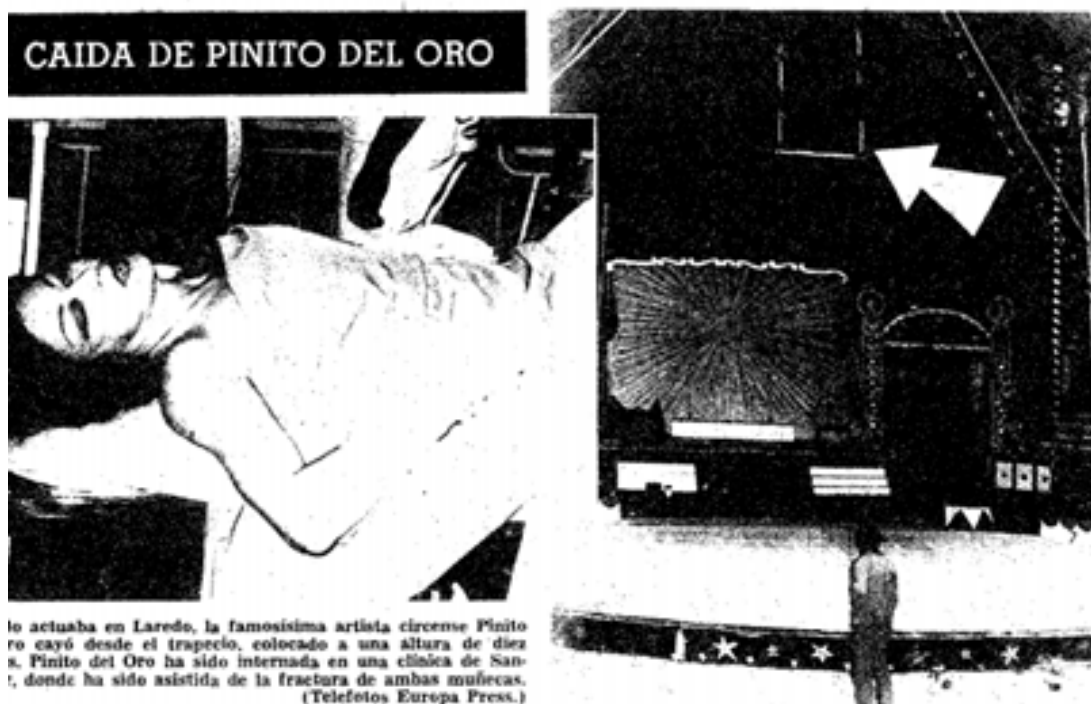 CAIDA DE PINITO DEL ORO
lo actuaba en Laredo, la famosísima artista circense Pinito
ro cayó desde el trapecio, colocado a una altura de diez
s. Pinito del Oro ha sido internada en una clínica de San-
r, donde ha sido asistida de la fractura de ambas muñecas.
(Telefotos Europa Press.)